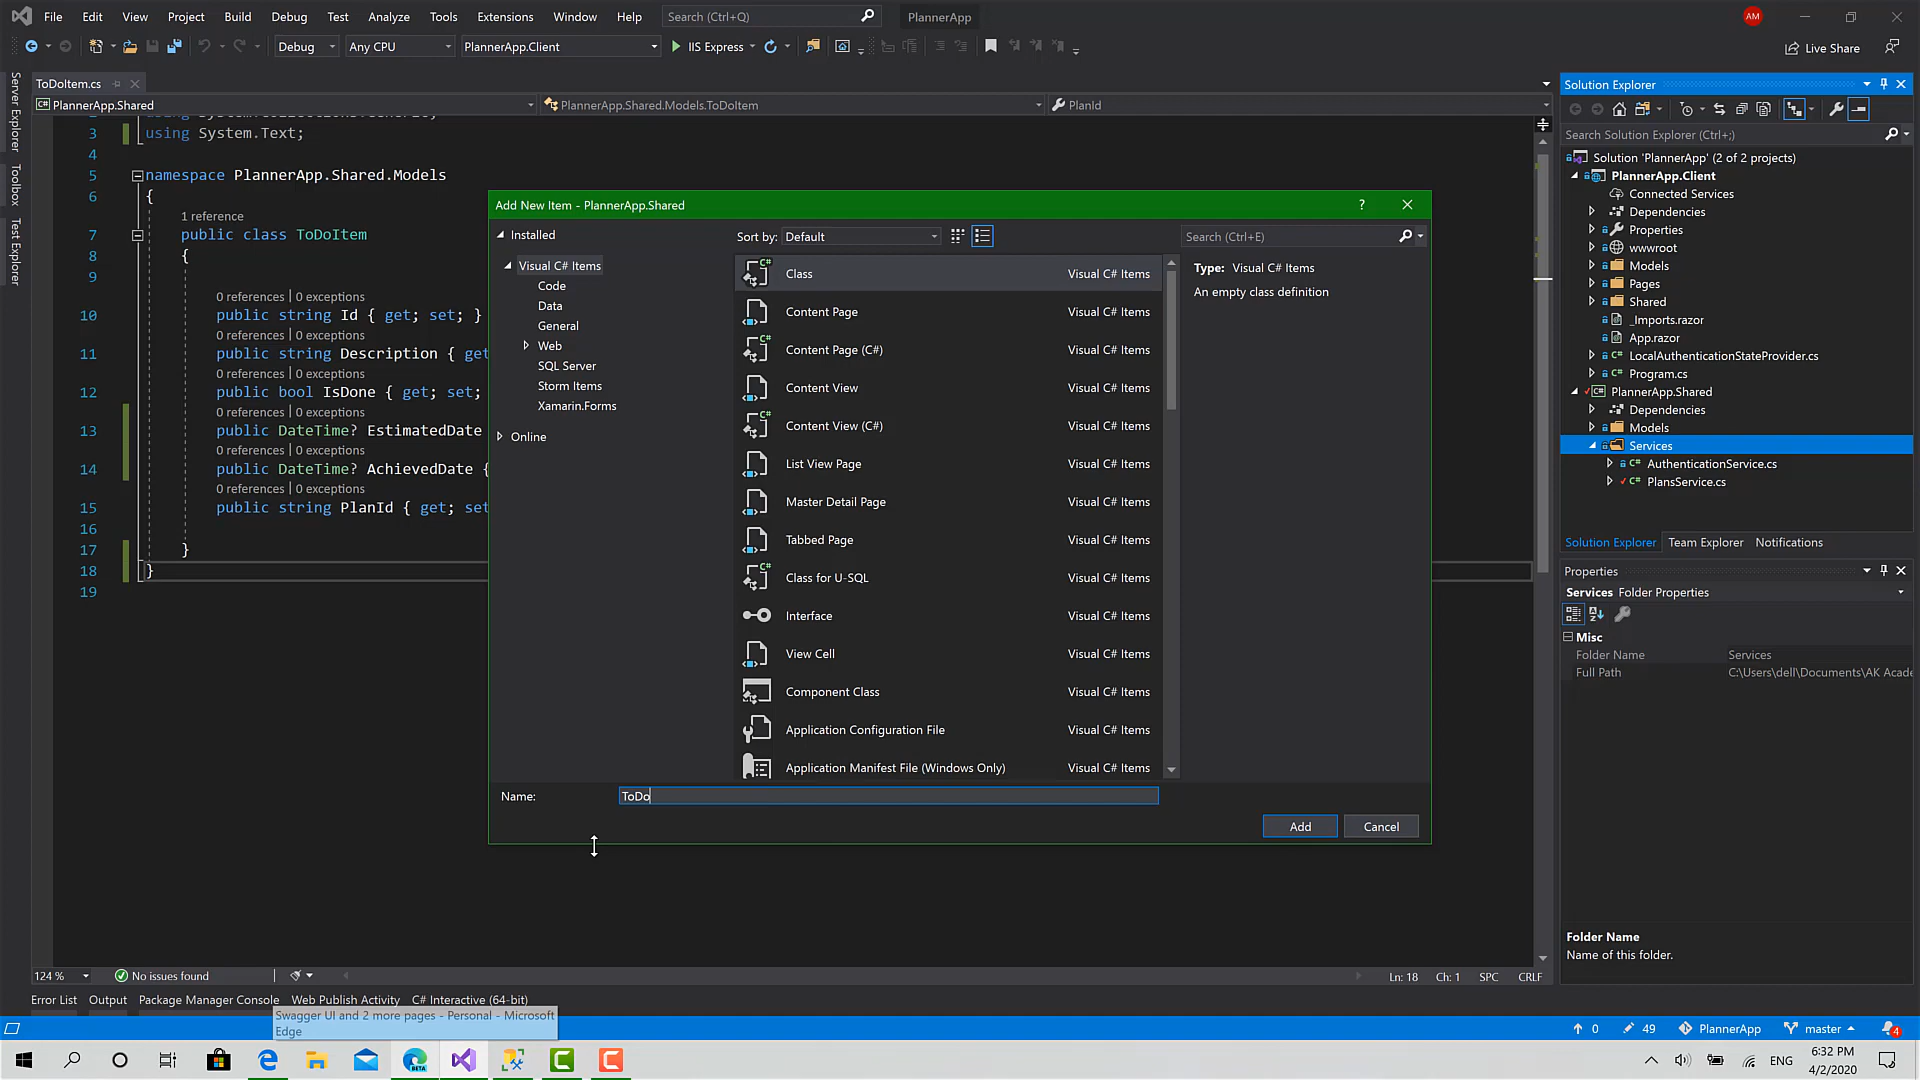 File Edit View Project Build Debug Test Analyze Tools Extensions Window Help Search (Ctrl+Q) PlannerApp AM
Debug Any CPU PlannerApp.Client IIS Express Live Share
Server Explorer
Toolbox
Test Explorer
ToDoItem.cs
PlannerApp.Shared PlannerApp.Shared.Models.ToDoItem PlanId
3 using System.Text;
4
5 namespace PlannerApp.Shared.Models
6 {
1 reference
7 public class ToDoItem
8 {
9
0 references | 0 exceptions
10 public string Id { get; set; }
0 references | 0 exceptions
11 public string Description { get
0 references | 0 exceptions
12 public bool IsDone { get; set;
0 references | 0 exceptions
13 public DateTime? EstimatedDate
0 references | 0 exceptions
14 public DateTime? AchievedDate {
0 references | 0 exceptions
15 public string PlanId { get; set
16
17 }
18 }
19
Add New Item - PlannerApp.Shared ?
Installed
Visual C# Items
Code
Data
General
Web
SQL Server
Storm Items
Xamarin.Forms
Online
Sort by: Default
Search (Ctrl+E)
Class Visual C# Items
Content Page Visual C# Items
Content Page (C#) Visual C# Items
Content View Visual C# Items
Content View (C#) Visual C# Items
List View Page Visual C# Items
Master Detail Page Visual C# Items
Tabbed Page Visual C# Items
Class for U-SQL Visual C# Items
Interface Visual C# Items
View Cell Visual C# Items
Component Class Visual C# Items
Application Configuration File Visual C# Items
Application Manifest File (Windows Only) Visual C# Items
Type: Visual C# Items
An empty class definition
Name: ToDo
Add Cancel
Solution Explorer
Search Solution Explorer (Ctrl+;)
Solution 'PlannerApp' (2 of 2 projects)
PlannerApp.Client
Connected Services
Dependencies
Properties
wwwroot
Models
Pages
Shared
_Imports.razor
App.razor
LocalAuthenticationStateProvider.cs
Program.cs
PlannerApp.Shared
Dependencies
Models
Services
AuthenticationService.cs
PlansService.cs
Solution Explorer Team Explorer Notifications
Properties
Services Folder Properties
Misc
Folder Name Services
Full Path C:\Users\dell\Documents\AK Acade
Folder Name
Name of this folder.
124 % No issues found Ln: 18 Ch: 1 SPC CRLF
Error List Output Package Manager Console Web Publish Activity C# Interactive (64-bit)
Swagger UI and 2 more pages - Personal - Microsoft
Edge
0 49 PlannerApp master 4
BETA
ENG 6:32 PM
4/2/2020